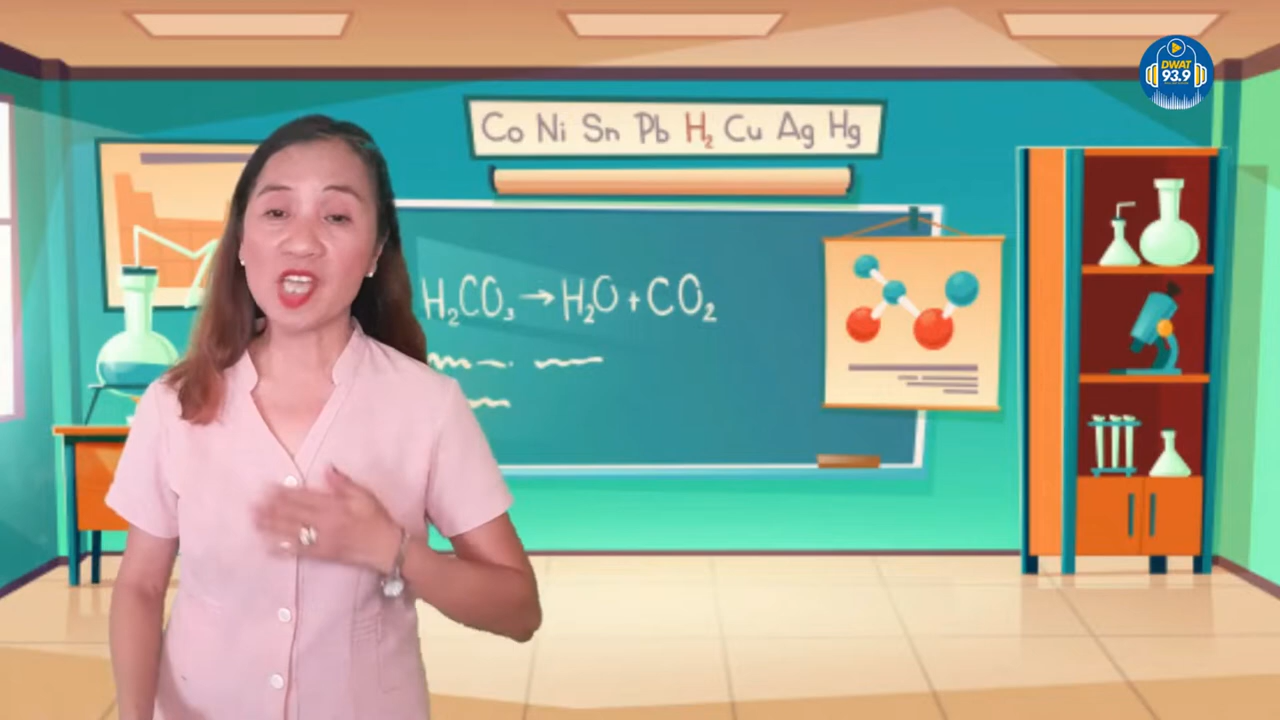 DWAT
93.9
Co Ni Sn Pb H₂ Cu Ag Hg
H₂CO₃ → H₂O + CO₂